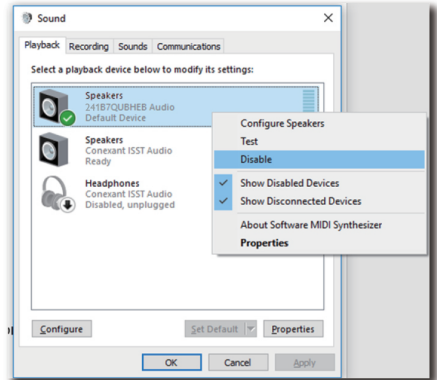 Sound
Playback Recording Sounds Communications
Select a playback device below to modify its settings:
Speakers
241B7QUBHEB Audio
Default Device
Speakers
Conexant ISST Audio
Ready
Headphones
Conexant ISST Audio
Disabled, unplugged
Configure Speakers
Test
Disable
Show Disabled Devices
Show Disconnected Devices
About Software MIDI Synthesizer
Properties
Configure Set Default Properties
OK Cancel Apply